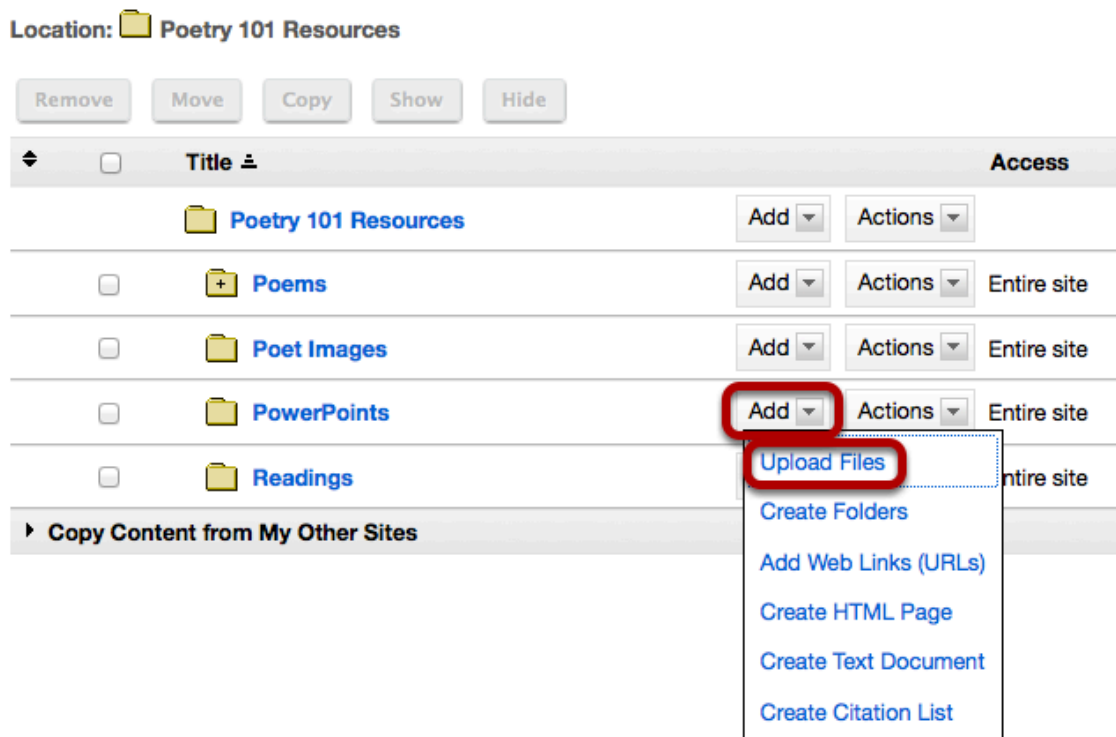 Location: Poetry 101 Resources
Remove Move Copy Show Hide
Title Access
Poetry 101 Resources Add Actions
Poems Add Actions Entire site
Poet Images Add Actions Entire site
PowerPoints Add Actions Entire site
Upload Files
Readings ntire site
Create Folders
Copy Content from My Other Sites
Add Web Links (URLs)
Create HTML Page
Create Text Document
Create Citation List